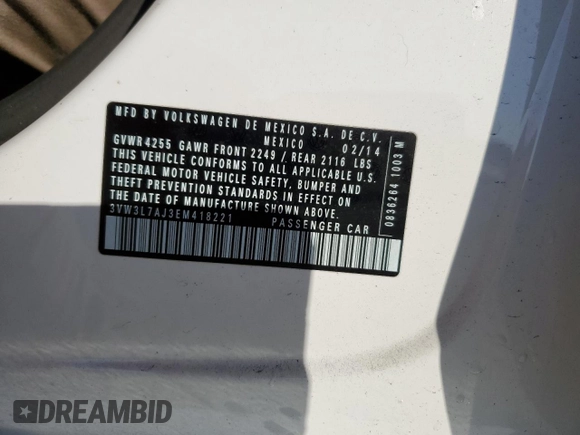 MFD BY VOLKSWAGEN DE MEXICO S.A. DE C.V.
MEXICO 02/14
GVWR 4255 GAWR FRONT 2249 / REAR 2116 LBS
THIS VEHICLE CONFORMS TO ALL APPLICABLE U.S.
FEDERAL MOTOR VEHICLE SAFETY, BUMPER AND
THEFT PREVENTION STANDARDS IN EFFECT ON
THE DATE OF MANUFACTURE SHOWN ABOVE.
3VW3L7AJ3EM418221 PASSENGER CAR
0836264 1003 M
DREAMBID